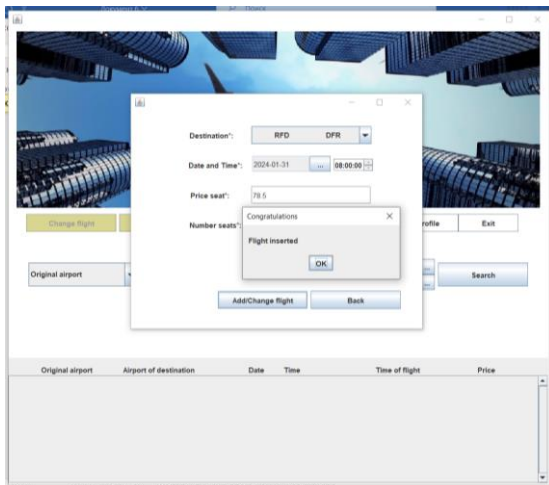 Destination*: RFD DFR
Date and Time*: 2024-01-31 ... 08:00:00
Price seat*: 79.5
Congratulations
Change flight
Number seats*:
rofile
Exit
Flight inserted
OK
Original airport
...
...
Search
Add/Change flight
Back
Original airport Airport of destination Date Time Time of flight Price